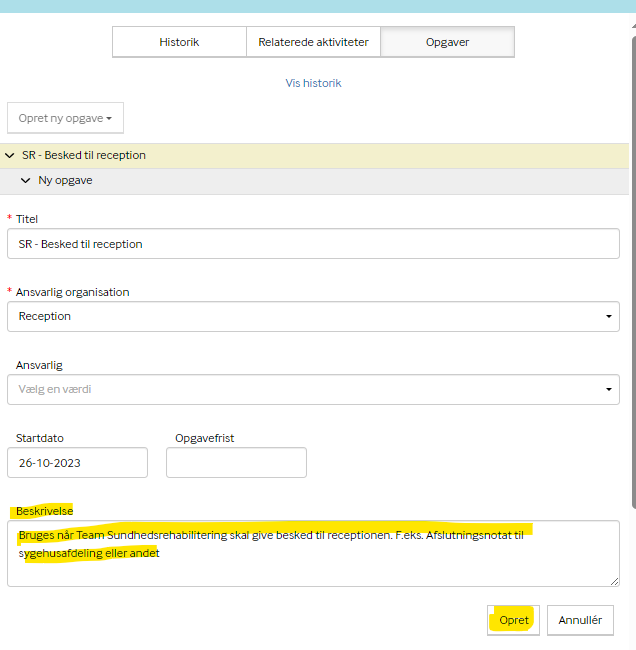 Historik
Relaterede aktiviteter
Opgaver
Vis historik
Opret ny opgave
SR - Besked til reception
Ny opgave
* Titel
SR - Besked til reception
* Ansvarlig organisation
Reception
Ansvarlig
Vælg en værdi
Startdato
Opgavefrist
26-10-2023
Beskrivelse
Bruges når Team Sundhedsrehabilitering skal give besked til receptionen. F.eks. Afslutningsnotat til
sygehusafdeling eller andet
Opret
Annullér